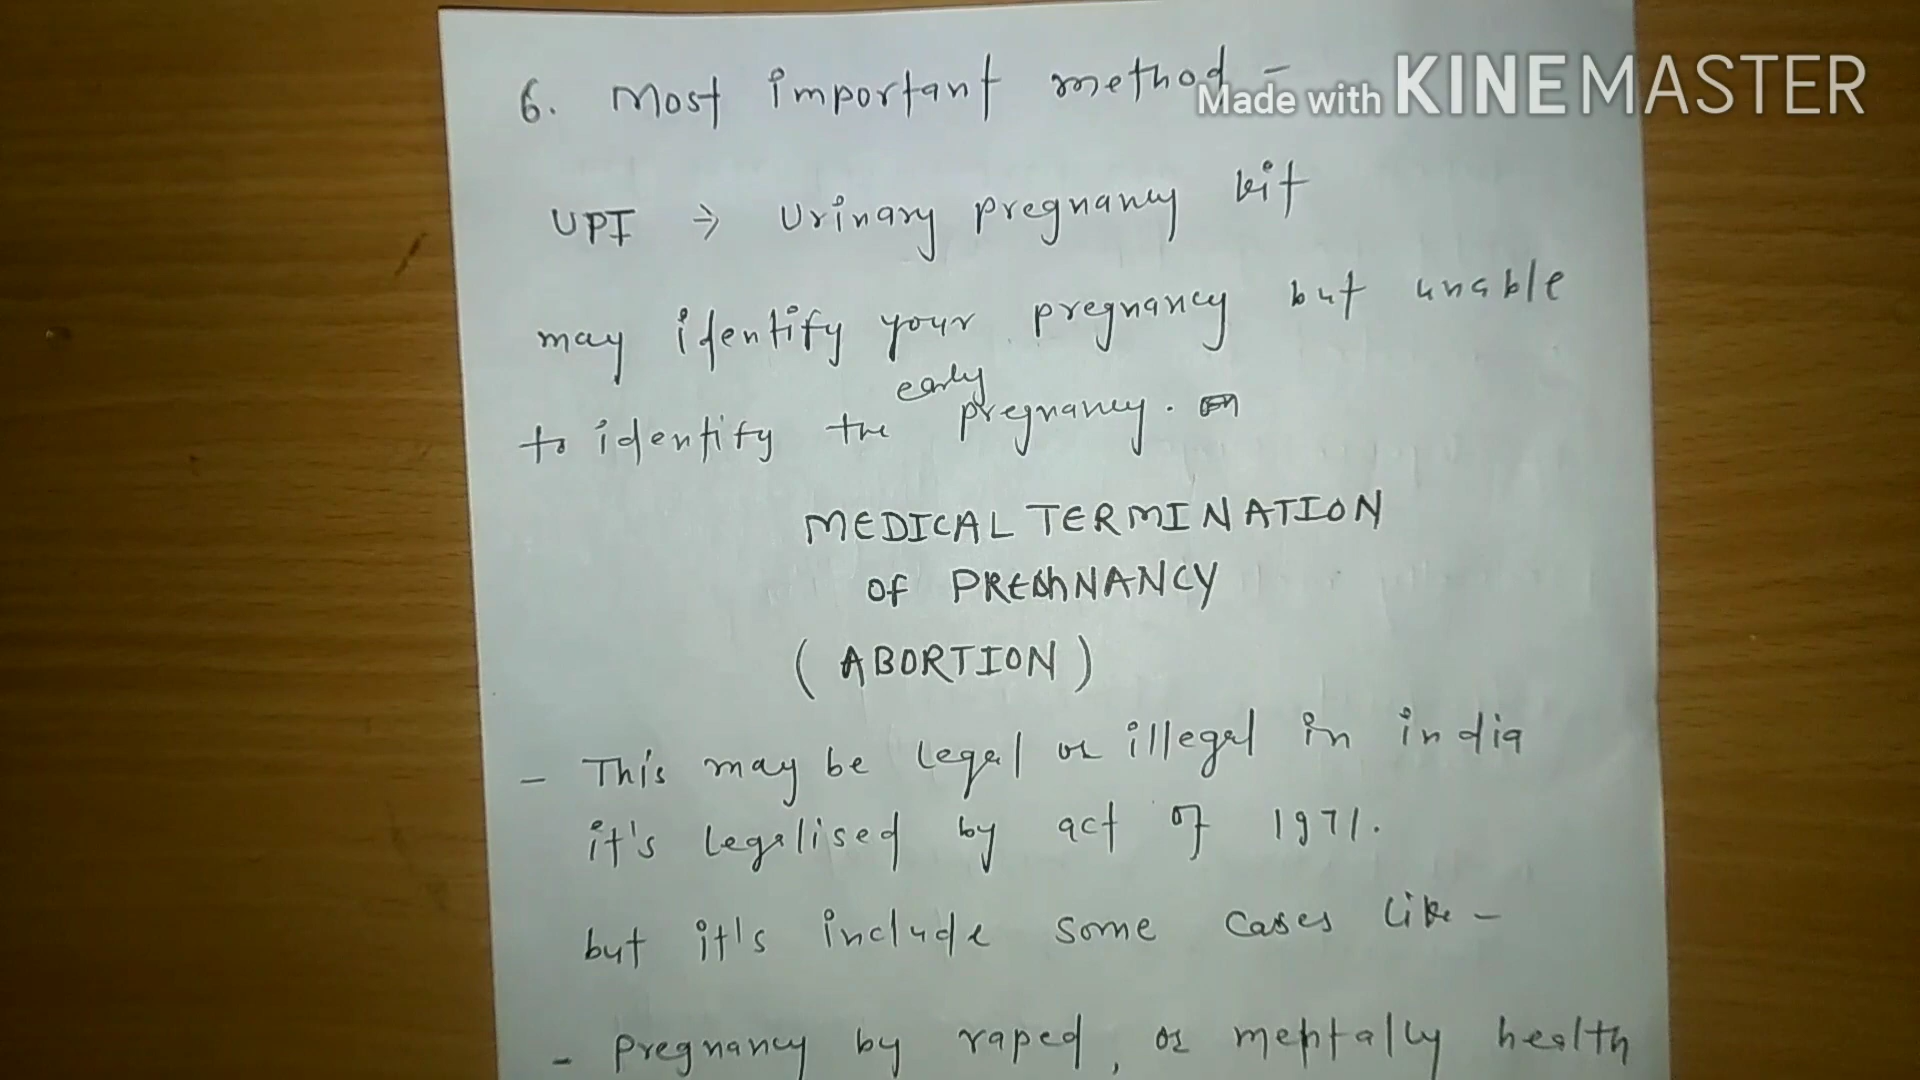 6. Most important method -
Made with KINEMASTER
UPT → Urinary pregnancy kit
may identify your pregnancy but unable
to identify the early pregnancy.
MEDICAL TERMINATION
of PREGNANCY
( ABORTION )
- This may be legal or illegal in india
it's legalised by act of 1971.
but it's include some cases like -
- pregnancy by raped, or mentally health